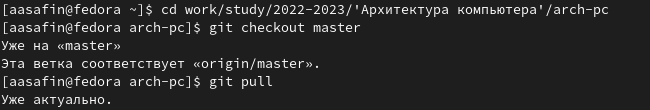 [aasafin@fedora ~]$ cd work/study/2022-2023/'Архитектура компьютера'/arch-pc
[aasafin@fedora arch-pc]$ git checkout master
Уже на «master»
Эта ветка соответствует «origin/master».
[aasafin@fedora arch-pc]$ git pull
Уже актуально.